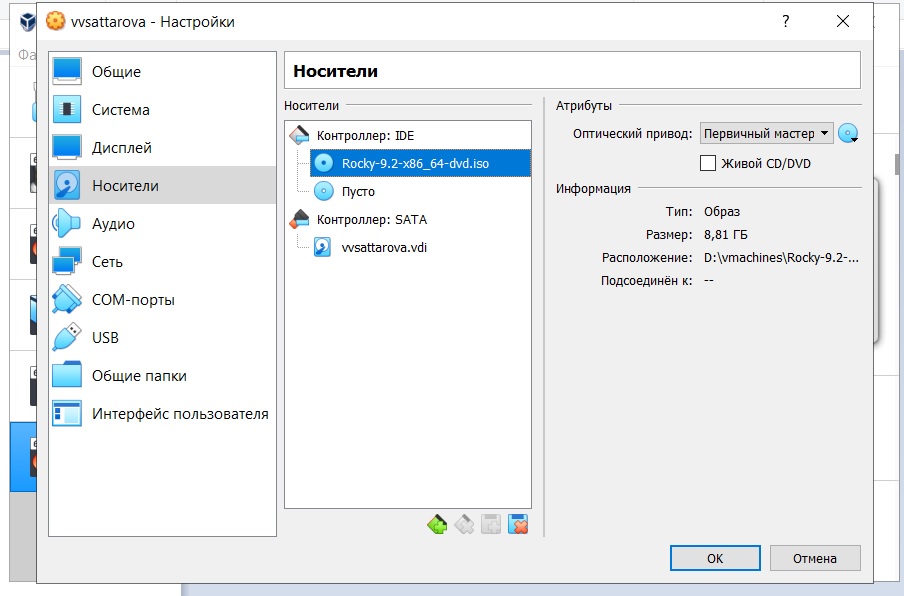 vvsattarova - Настройки
?
Фа
Общие
Система
Дисплей
Носители
Аудио
Сеть
COM-порты
USB
Общие папки
Интерфейс пользователя
Носители
Носители
Контроллер: IDE
Rocky-9.2-x86_64-dvd.iso
Пусто
Контроллер: SATA
vvsattarova.vdi
Атрибуты
Оптический привод: Первичный мастер
Живой CD/DVD
Информация
Тип: Образ
Размер: 8,81 ГБ
Расположение: D:\vmachines\Rocky-9.2-...
Подсоединён к: --
OK
Отмена